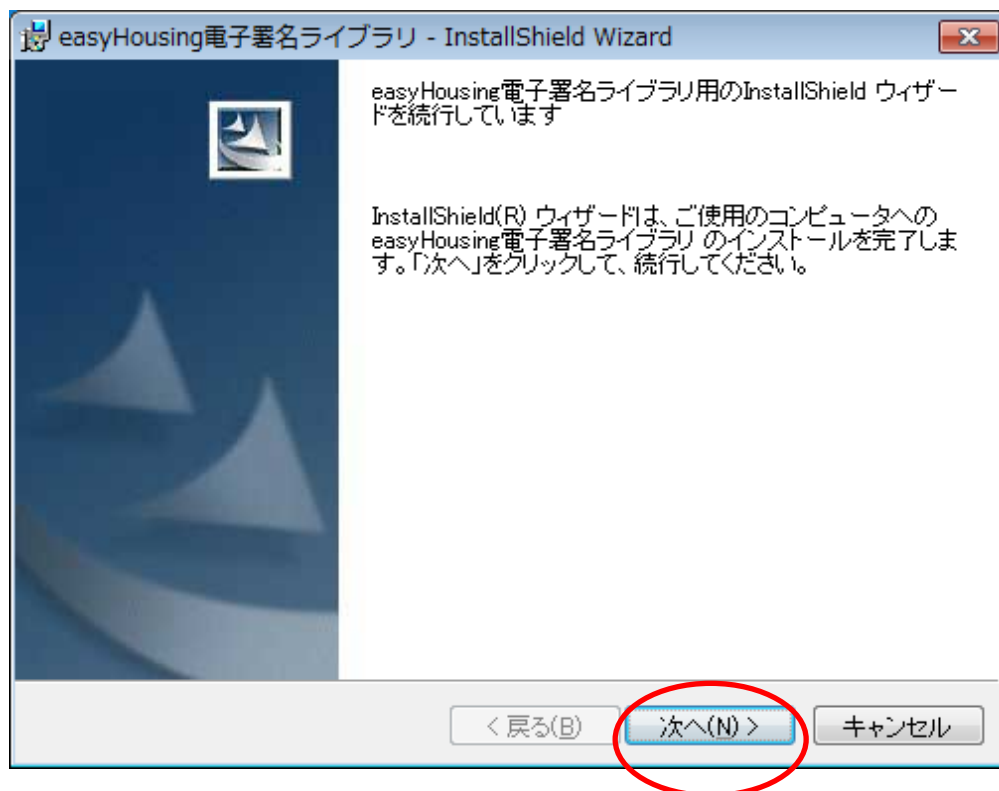 easyHousing電子署名ライブラリ - InstallShield Wizard
easyHousing電子署名ライブラリ用のInstallShield ウィザー
ドを続行しています
InstallShield(R) ウィザードは、ご使用のコンピュータへの
easyHousing電子署名ライブラリ のインストールを完了しま
す。「次へ」をクリックして、続行してください。
< 戻る(B)
次へ(N) >
キャンセル